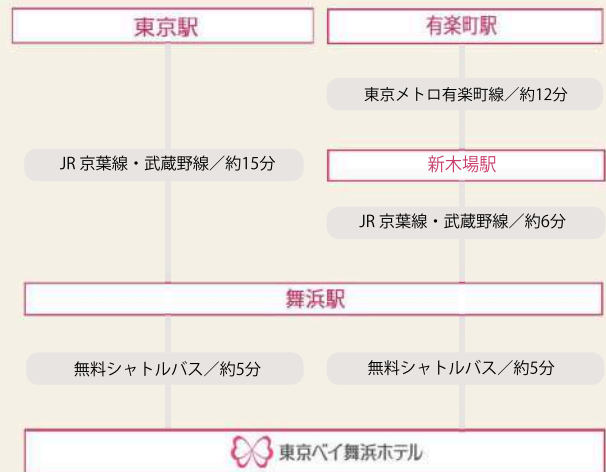 東京駅
有楽町駅
東京メトロ有楽町線／約12分
JR 京葉線・武蔵野線／約15分
新木場駅
JR 京葉線・武蔵野線／約6分
舞浜駅
無料シャトルバス／約5分
無料シャトルバス／約5分
東京ベイ舞浜ホテル